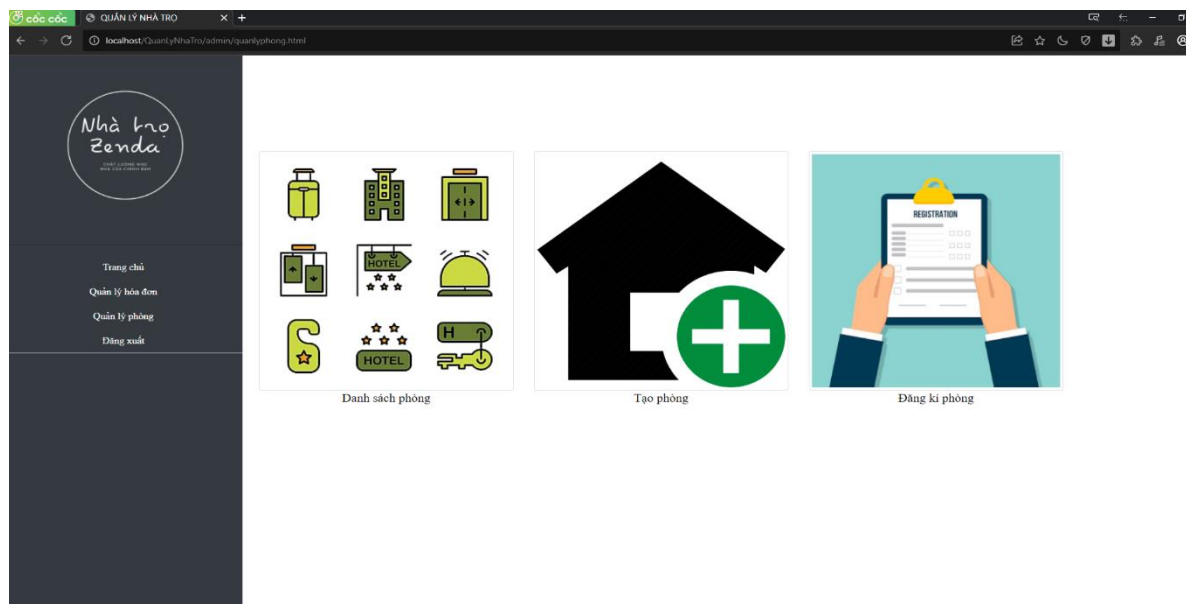 cốc cốc
QUẢN LÝ NHÀ TRỌ
localhost/QuanLyNhaTro/admin/quanlyphong.html
Nhà trọ
Zenda
Trang chủ
Quản lý hóa đơn
Quản lý phòng
Đăng xuất
HOTEL
H
HOTEL
REGISTRATION
Danh sách phòng
Tạo phòng
Đăng kí phòng